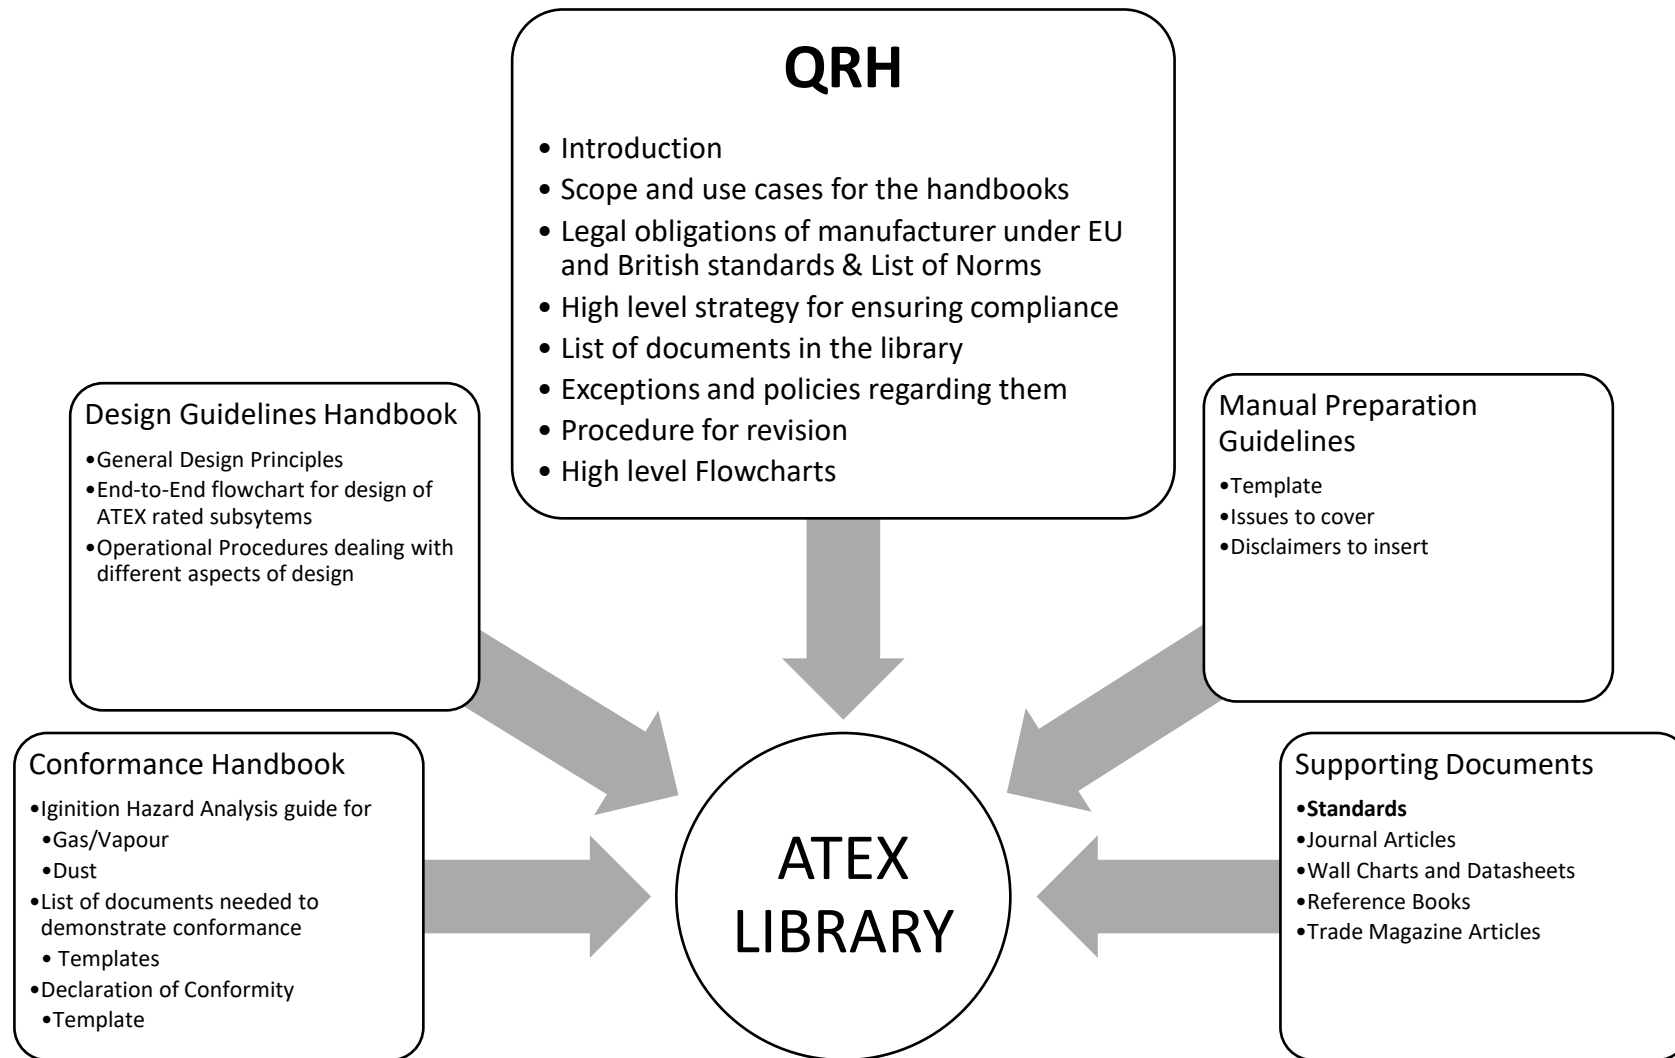 QRH
• Introduction
• Scope and use cases for the handbooks
• Legal obligations of manufacturer under EU
and British standards & List of Norms
• High level strategy for ensuring compliance
• List of documents in the library
• Exceptions and policies regarding them
• Procedure for revision
• High level Flowcharts
Design Guidelines Handbook
•General Design Principles
•End-to-End flowchart for design of
ATEX rated subsytems
•Operational Procedures dealing with
different aspects of design
Manual Preparation
Guidelines
•Template
•Issues to cover
•Disclaimers to insert
Conformance Handbook
•Iginition Hazard Analysis guide for
•Gas/Vapour
•Dust
•List of documents needed to
demonstrate conformance
• Templates
•Declaration of Conformity
•Template
ATEX
LIBRARY
Supporting Documents
•Standards
•Journal Articles
•Wall Charts and Datasheets
•Reference Books
•Trade Magazine Articles